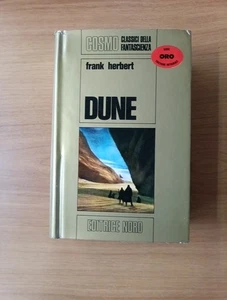 COSMO CLASSICI DELLA
FANTASCIENZA
ORO
frank herbert
DUNE
EDITRICE NORD